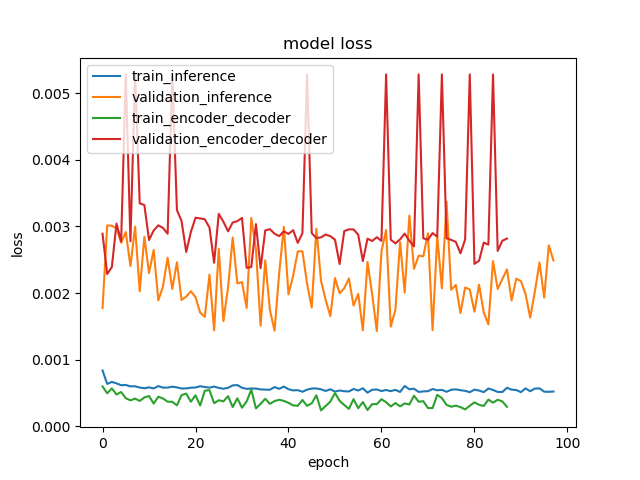 model loss
train_inference
validation_inference
train_encoder_decoder
validation_encoder_decoder
loss
0.005
0.004
0.003
0.002
0.001
0.000
0 20 40 60 80 100
epoch